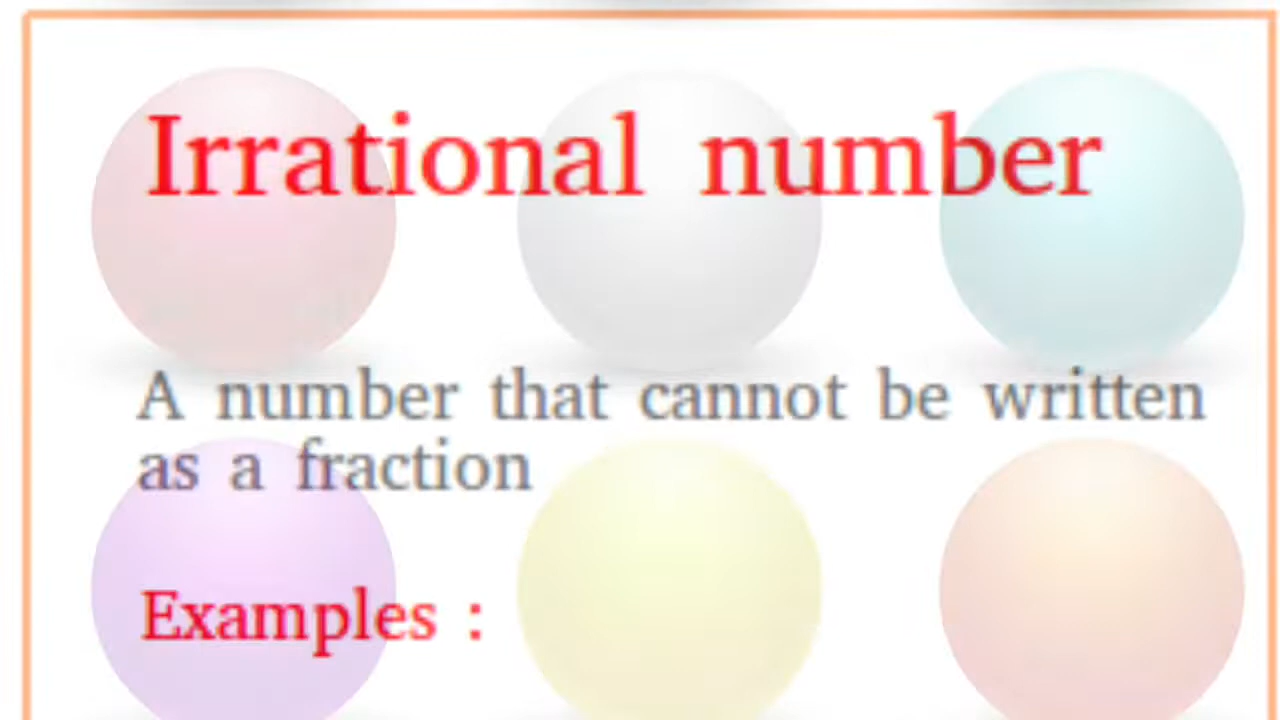 Irrational number
A number that cannot be written
as a fraction
Examples :